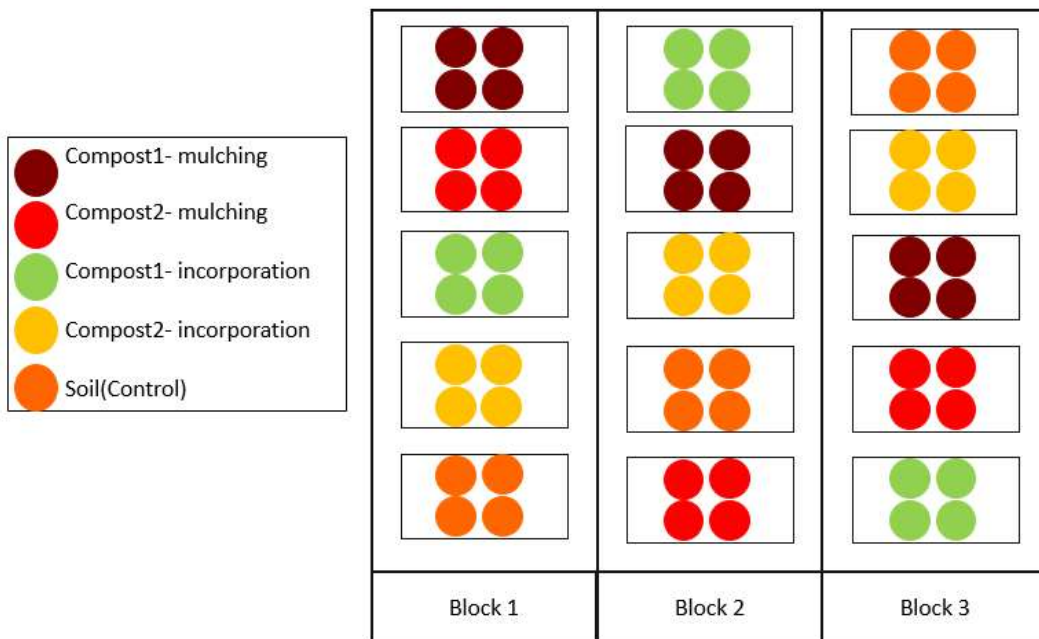 Compost1- mulching
Compost2- mulching
Compost1- incorporation
Compost2- incorporation
Soil(Control)
Block 1
Block 2
Block 3